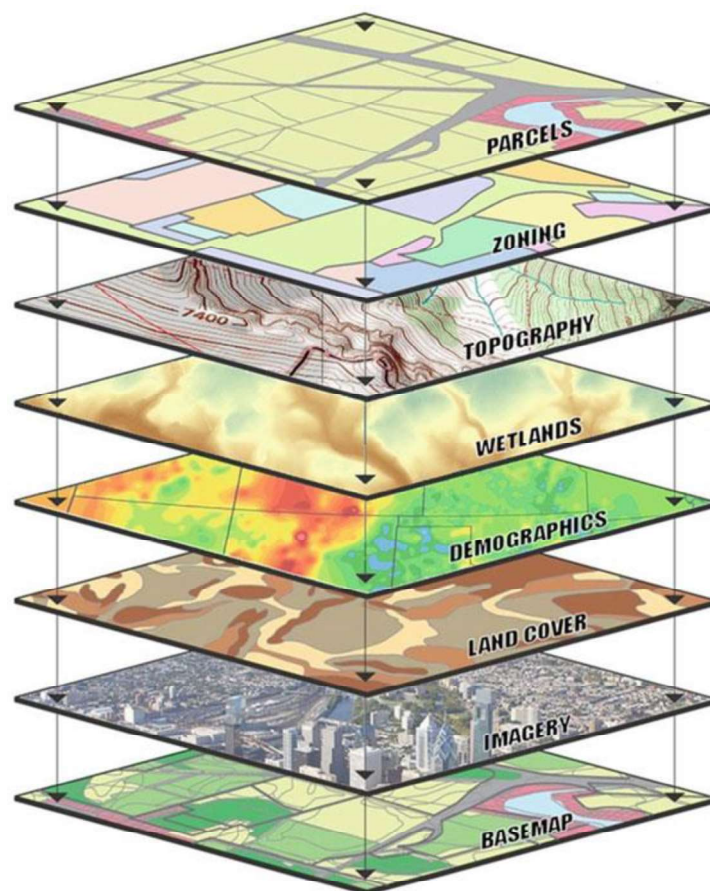 PARCELS
ZONING
7400
TOPOGRAPHY
WETLANDS
DEMOGRAPHICS
LAND COVER
IMAGERY
BASEMAP